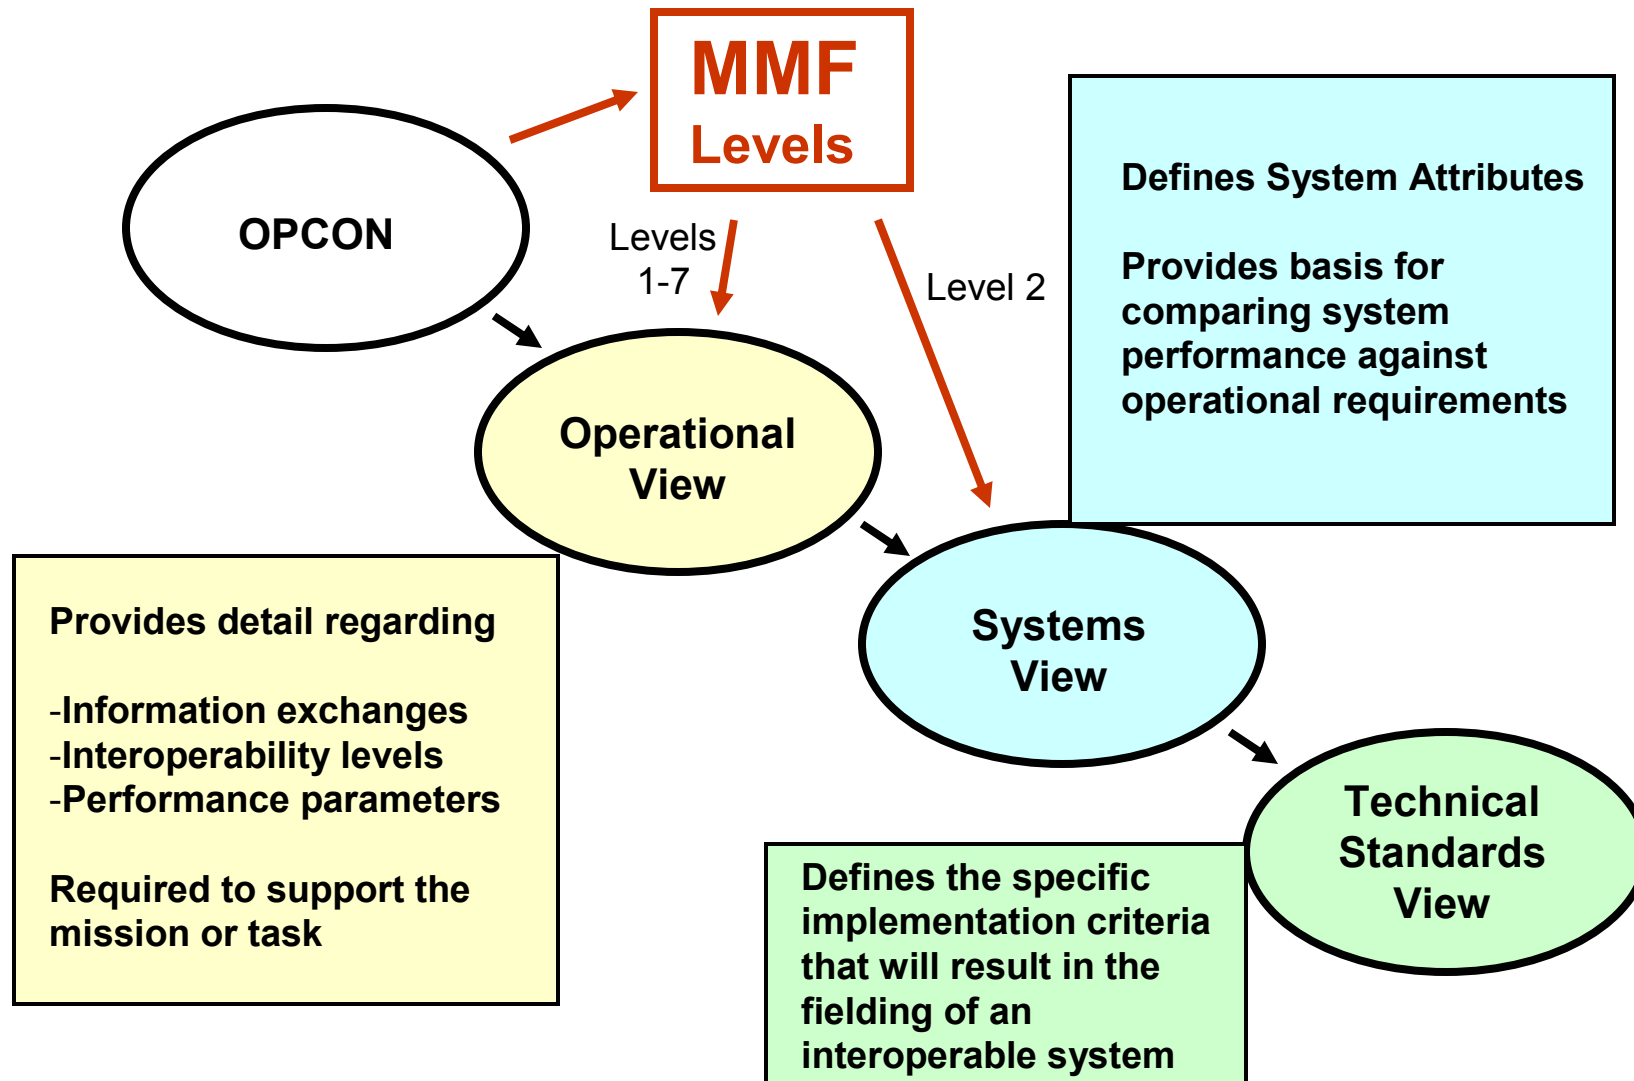 MMF
Levels
OPCON
Levels
1-7
Level 2
Defines System Attributes
Provides basis for
comparing system
performance against
operational requirements
Operational
View
Provides detail regarding
-Information exchanges
-Interoperability levels
-Performance parameters
Required to support the
mission or task
Systems
View
Technical
Standards
View
Defines the specific
implementation criteria
that will result in the
fielding of an
interoperable system